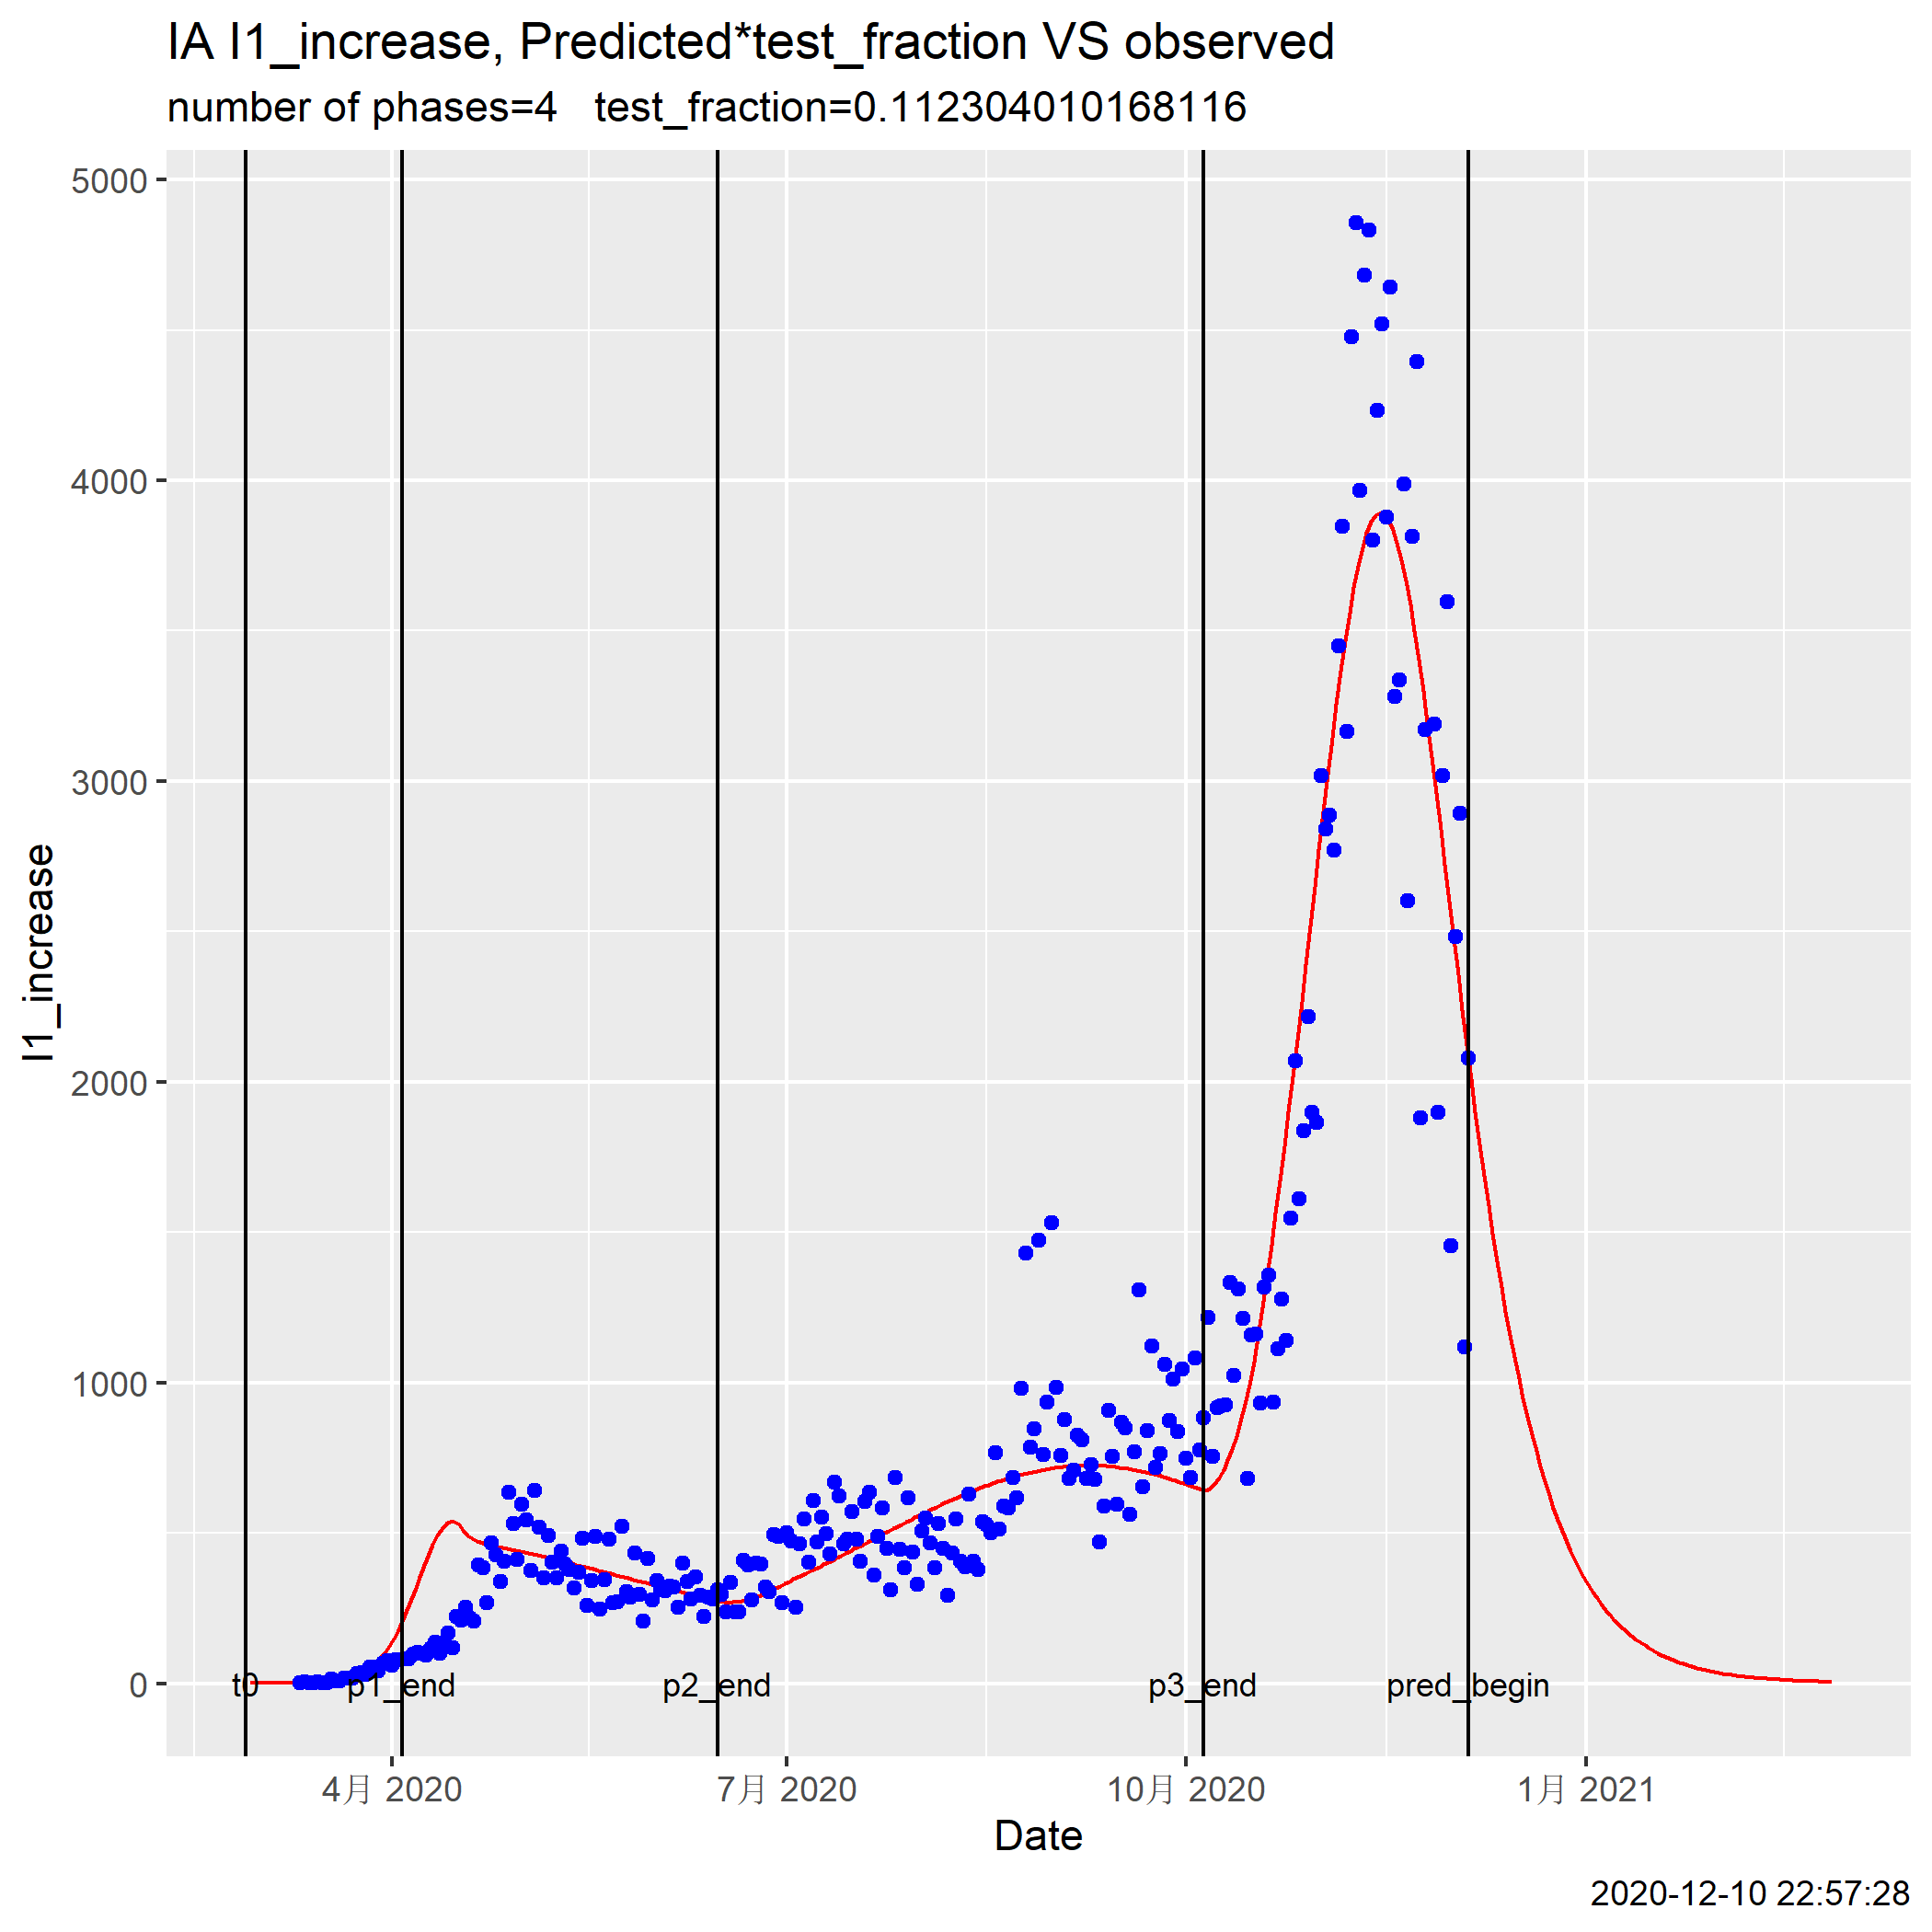 IA I1_increase, Predicted*test_fraction VS observed
number of phases=4   test_fraction=0.112304010168116
5000
4000
3000
2000
1000
0
I1_increase
t0
p1_end
p2_end
p3_end
pred_begin
4月 2020
7月 2020
10月 2020
1月 2021
Date
2020-12-10 22:57:28